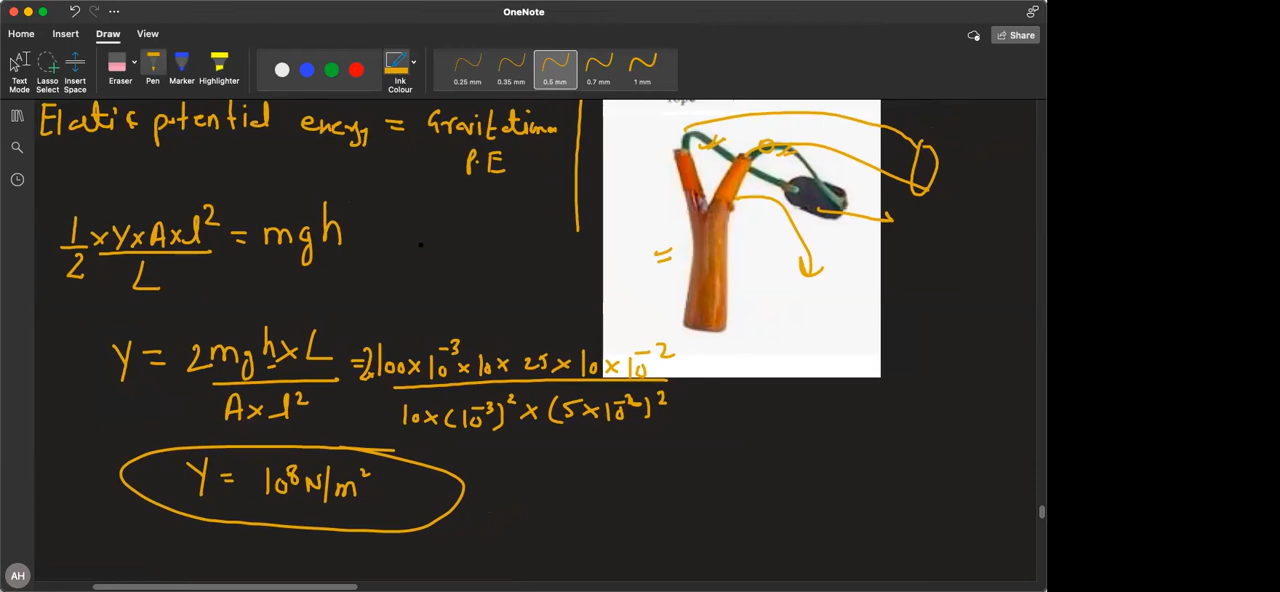 OneNote
Home Insert Draw View
Share
Text Mode
Lasso Select
Insert Space
Eraser
Pen
Marker
Highlighter
Ink Colour
0.25 mm
0.35 mm
0.5 mm
0.7 mm
1 mm
Elastic potential energy = Gravitational
P.E
1/2 × Y×A×l² / L = mgh
Y = 2mgh×L / A×l² = 2×100×10⁻³×10×25×10×10⁻² / 10×(10⁻³)²×(5×10⁻²)²
Y = 10⁸ N/m²
AH